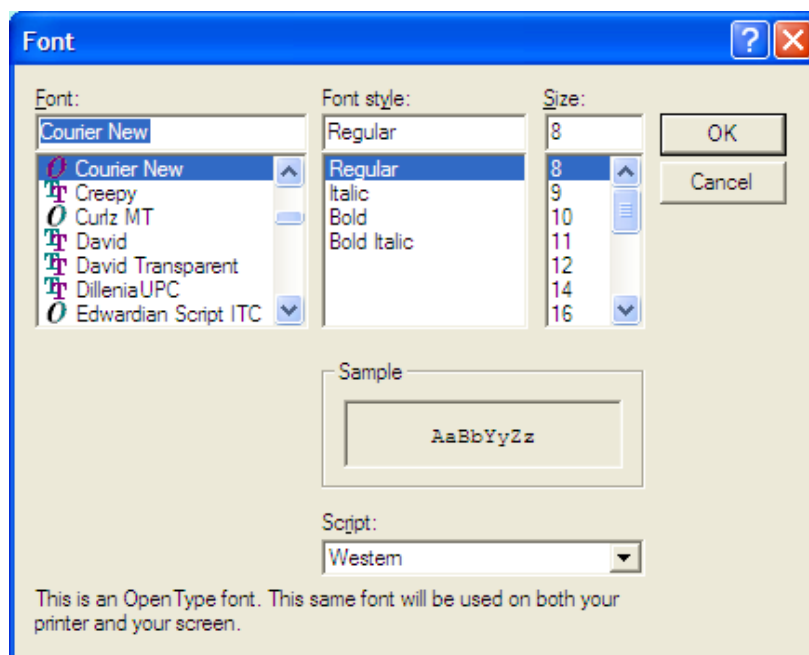 Font
Font: Font style: Size:
Courier New Regular 8 OK
Courier New Regular 8 Cancel
Creepy Italic 9
Curlz MT Bold 10
David Bold Italic 11
David Transparent 12
DilleniaUPC 14
Edwardian Script ITC 16
Sample
AaBbYyZz
Script:
Western
This is an OpenType font. This same font will be used on both your
printer and your screen.